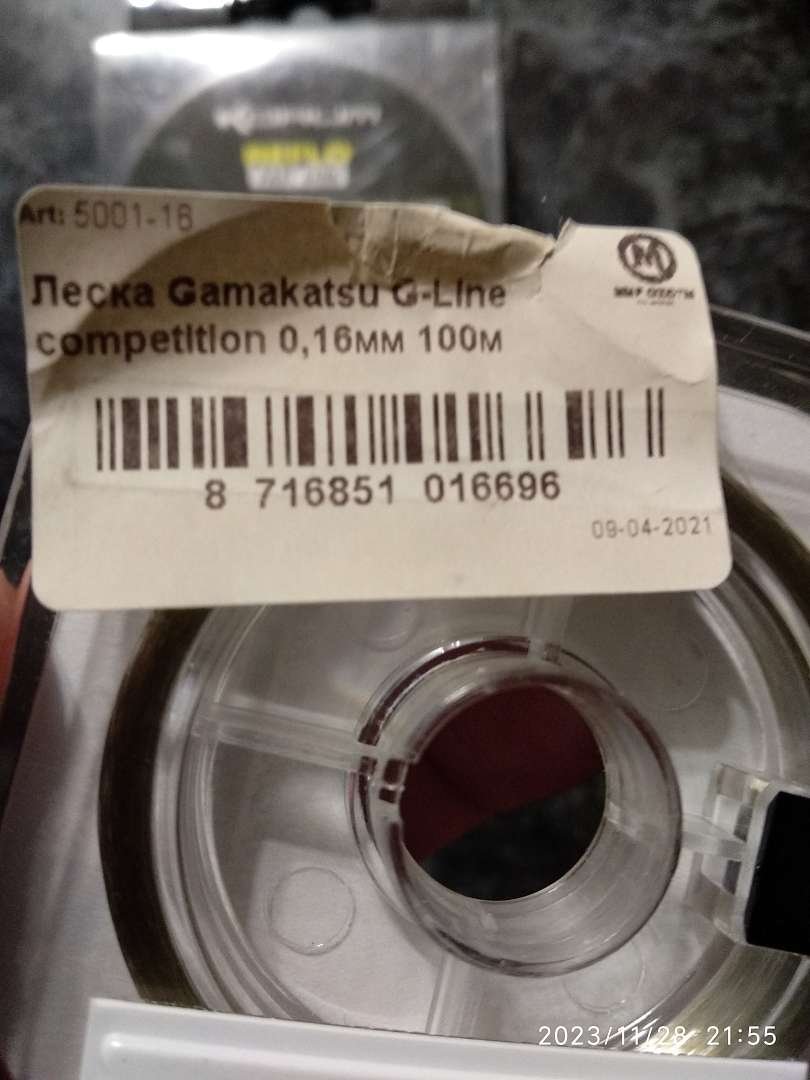 KORUM
Art: 5001-16
Леска Gamakatsu G-Line
competition 0,16мм 100м
8 716851 016696
09-04-2021
2023/11/28 21:55